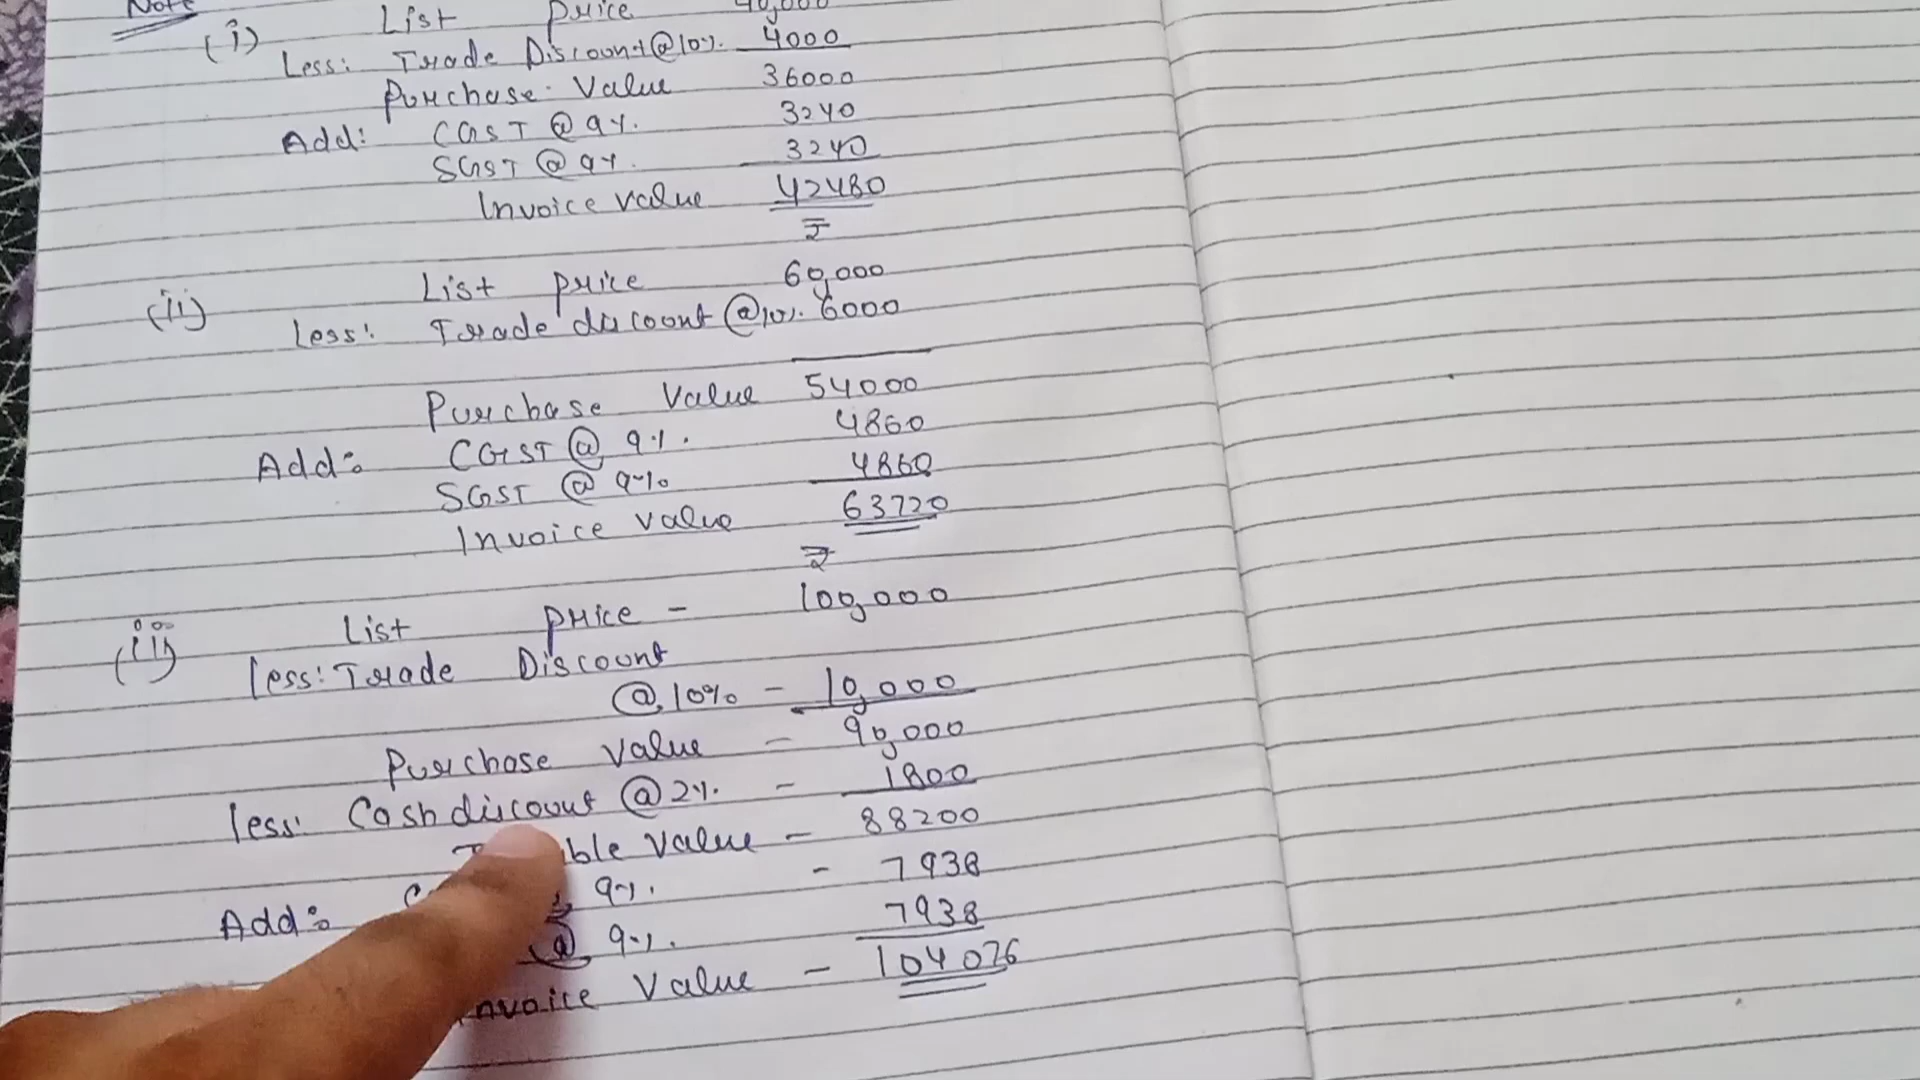 Note
(i) List price 40,000
Less: Trade Discount@10%. 4000
Purchase Value 36000
Add: CGST @ 9%. 3240
SGST @ 9%. 3240
Invoice value 42480
₹
(ii) List price 60,000
Less: Trade discount @10%. 6000
Purchase Value 54000
Add: CGST @ 9%. 4860
SGST @ 9% 4860
Invoice value 63720
₹
(iii) List price - 100,000
less: Trade Discount
@10% - 10,000
Purchase value - 90,000
less: Cash discount @ 2%. - 1800
Value - 88200
Add: 9%. - 7938
@ 9%. 7938
Invoice Value - 104076